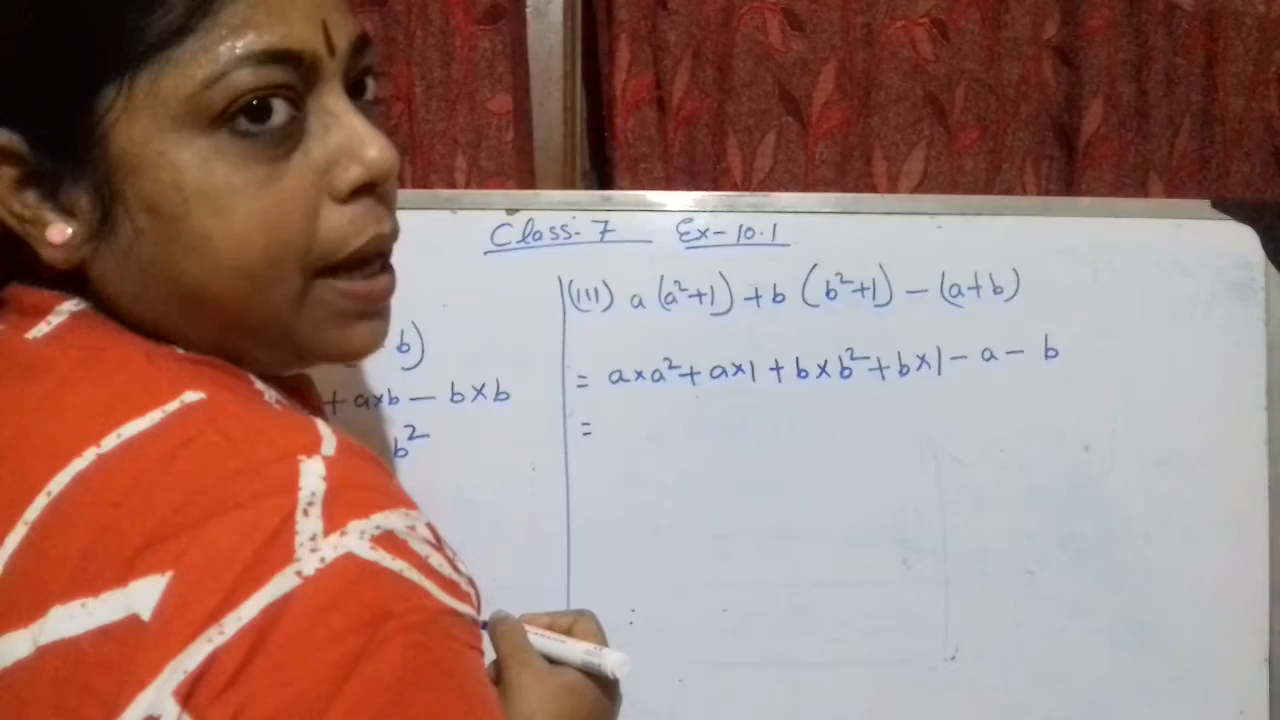 Class-7 Ex-10.1
b)
+ a×b - b×b
b²
(III) a(a²+1) + b(b²+1) - (a+b)
= a×a² + a×1 + b×b² + b×1 - a - b
=